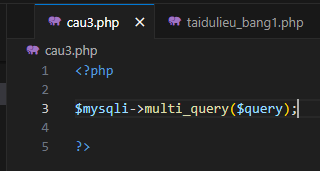 cau3.php × taidulieu_bang1.php
cau3.php
1 <?php
2
3 $mysqli->multi_query($query);
4
5 ?>